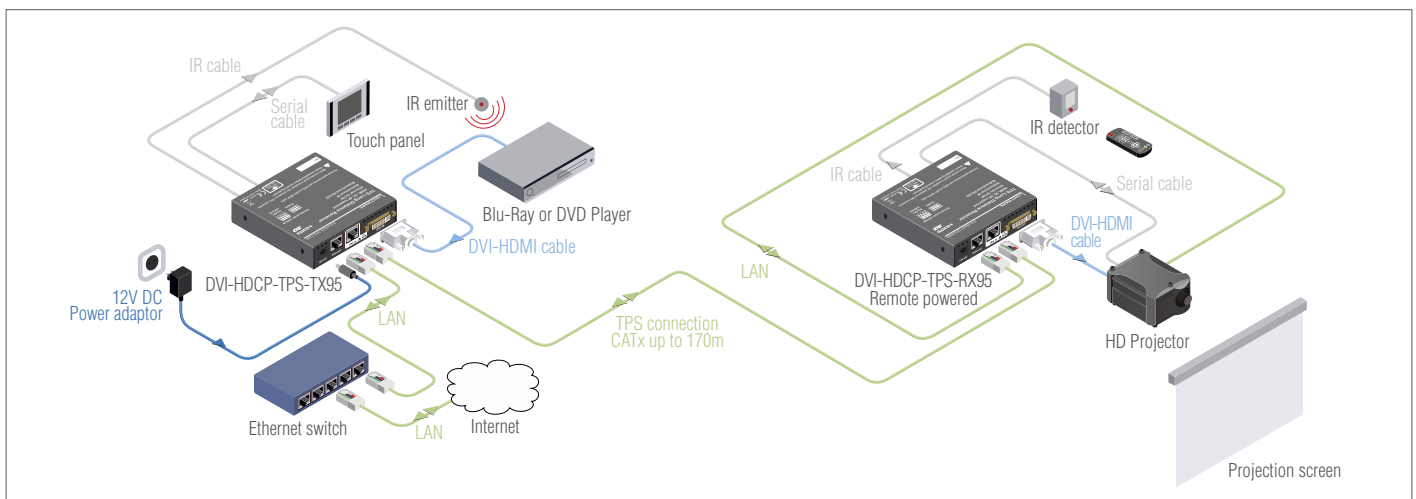 IR cable
Serial
cable
Touch panel
IR emitter
Blu-Ray or DVD Player
DVI-HDMI cable
DVI-HDCP-TPS-TX95
12V DC
Power adaptor
LAN
Ethernet switch
LAN
Internet
TPS connection
CATx up to 170m
LAN
IR detector
IR cable
Serial cable
DVI-HDMI
cable
DVI-HDCP-TPS-RX95
Remote powered
HD Projector
Projection screen